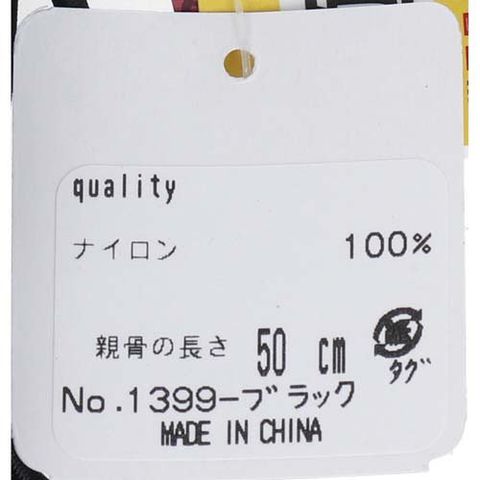 quality
ナイロン 100%
親骨の長さ 50 cm
タグ
No.1399-ブラック
MADE IN CHINA